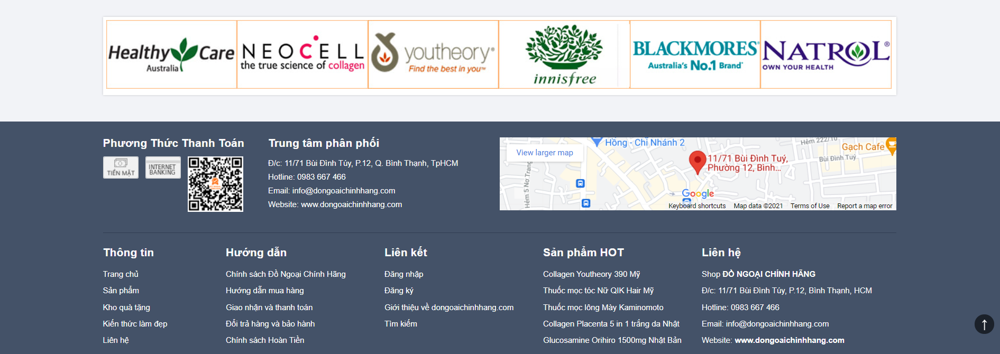 Healthy Care
Australia
NEOCELL
the true science of collagen
youtheory®
Find the best in you™
innisfree
BLACKMORES®
Australia's No.1 Brand*
NATROL®
OWN YOUR HEALTH
Phương Thức Thanh Toán
TIỀN MẶT
INTERNET
BANKING
Trung tâm phân phối
Đ/c: 11/71 Bùi Đình Túy, P.12, Q. Bình Thạnh, TpHCM
Hotline: 0983 667 466
Email: info@dongoaichinhhang.com
Website: www.dongoaichinhhang.com
Hồng - Chi Nhánh 2
View larger map
Hẻm 222/10
Gạch Cafe
Bùi Đình Tuý
11/71 Bùi Đình Tuý,
Phường 12, Bình...
Hẻm 5 Nơ Trang
Google
Keyboard shortcuts
Map data ©2021
Terms of Use
Report a map error
Thông tin
Trang chủ
Sản phẩm
Kho quà tặng
Kiến thức làm đẹp
Liên hệ
Hướng dẫn
Chính sách Đồ Ngoại Chính Hãng
Hướng dẫn mua hàng
Giao nhận và thanh toán
Đổi trả hàng và bảo hành
Chính sách Hoàn Tiền
Liên kết
Đăng nhập
Đăng ký
Giới thiệu về dongoaichinhhang.com
Tìm kiếm
Sản phẩm HOT
Collagen Youtheory 390 Mỹ
Thuốc mọc tóc Nữ QIK Hair Mỹ
Thuốc mọc lông Mày Kaminomoto
Collagen Placenta 5 in 1 trắng da Nhật
Glucosamine Orihiro 1500mg Nhật Bản
Liên hệ
Shop ĐỒ NGOẠI CHÍNH HÃNG
Đ/c: 11/71 Bùi Đình Túy, P.12, Bình Thạnh, HCM
Hotline: 0983 667 466
Email: info@dongoaichinhhang.com
Website: www.dongoaichinhhang.com